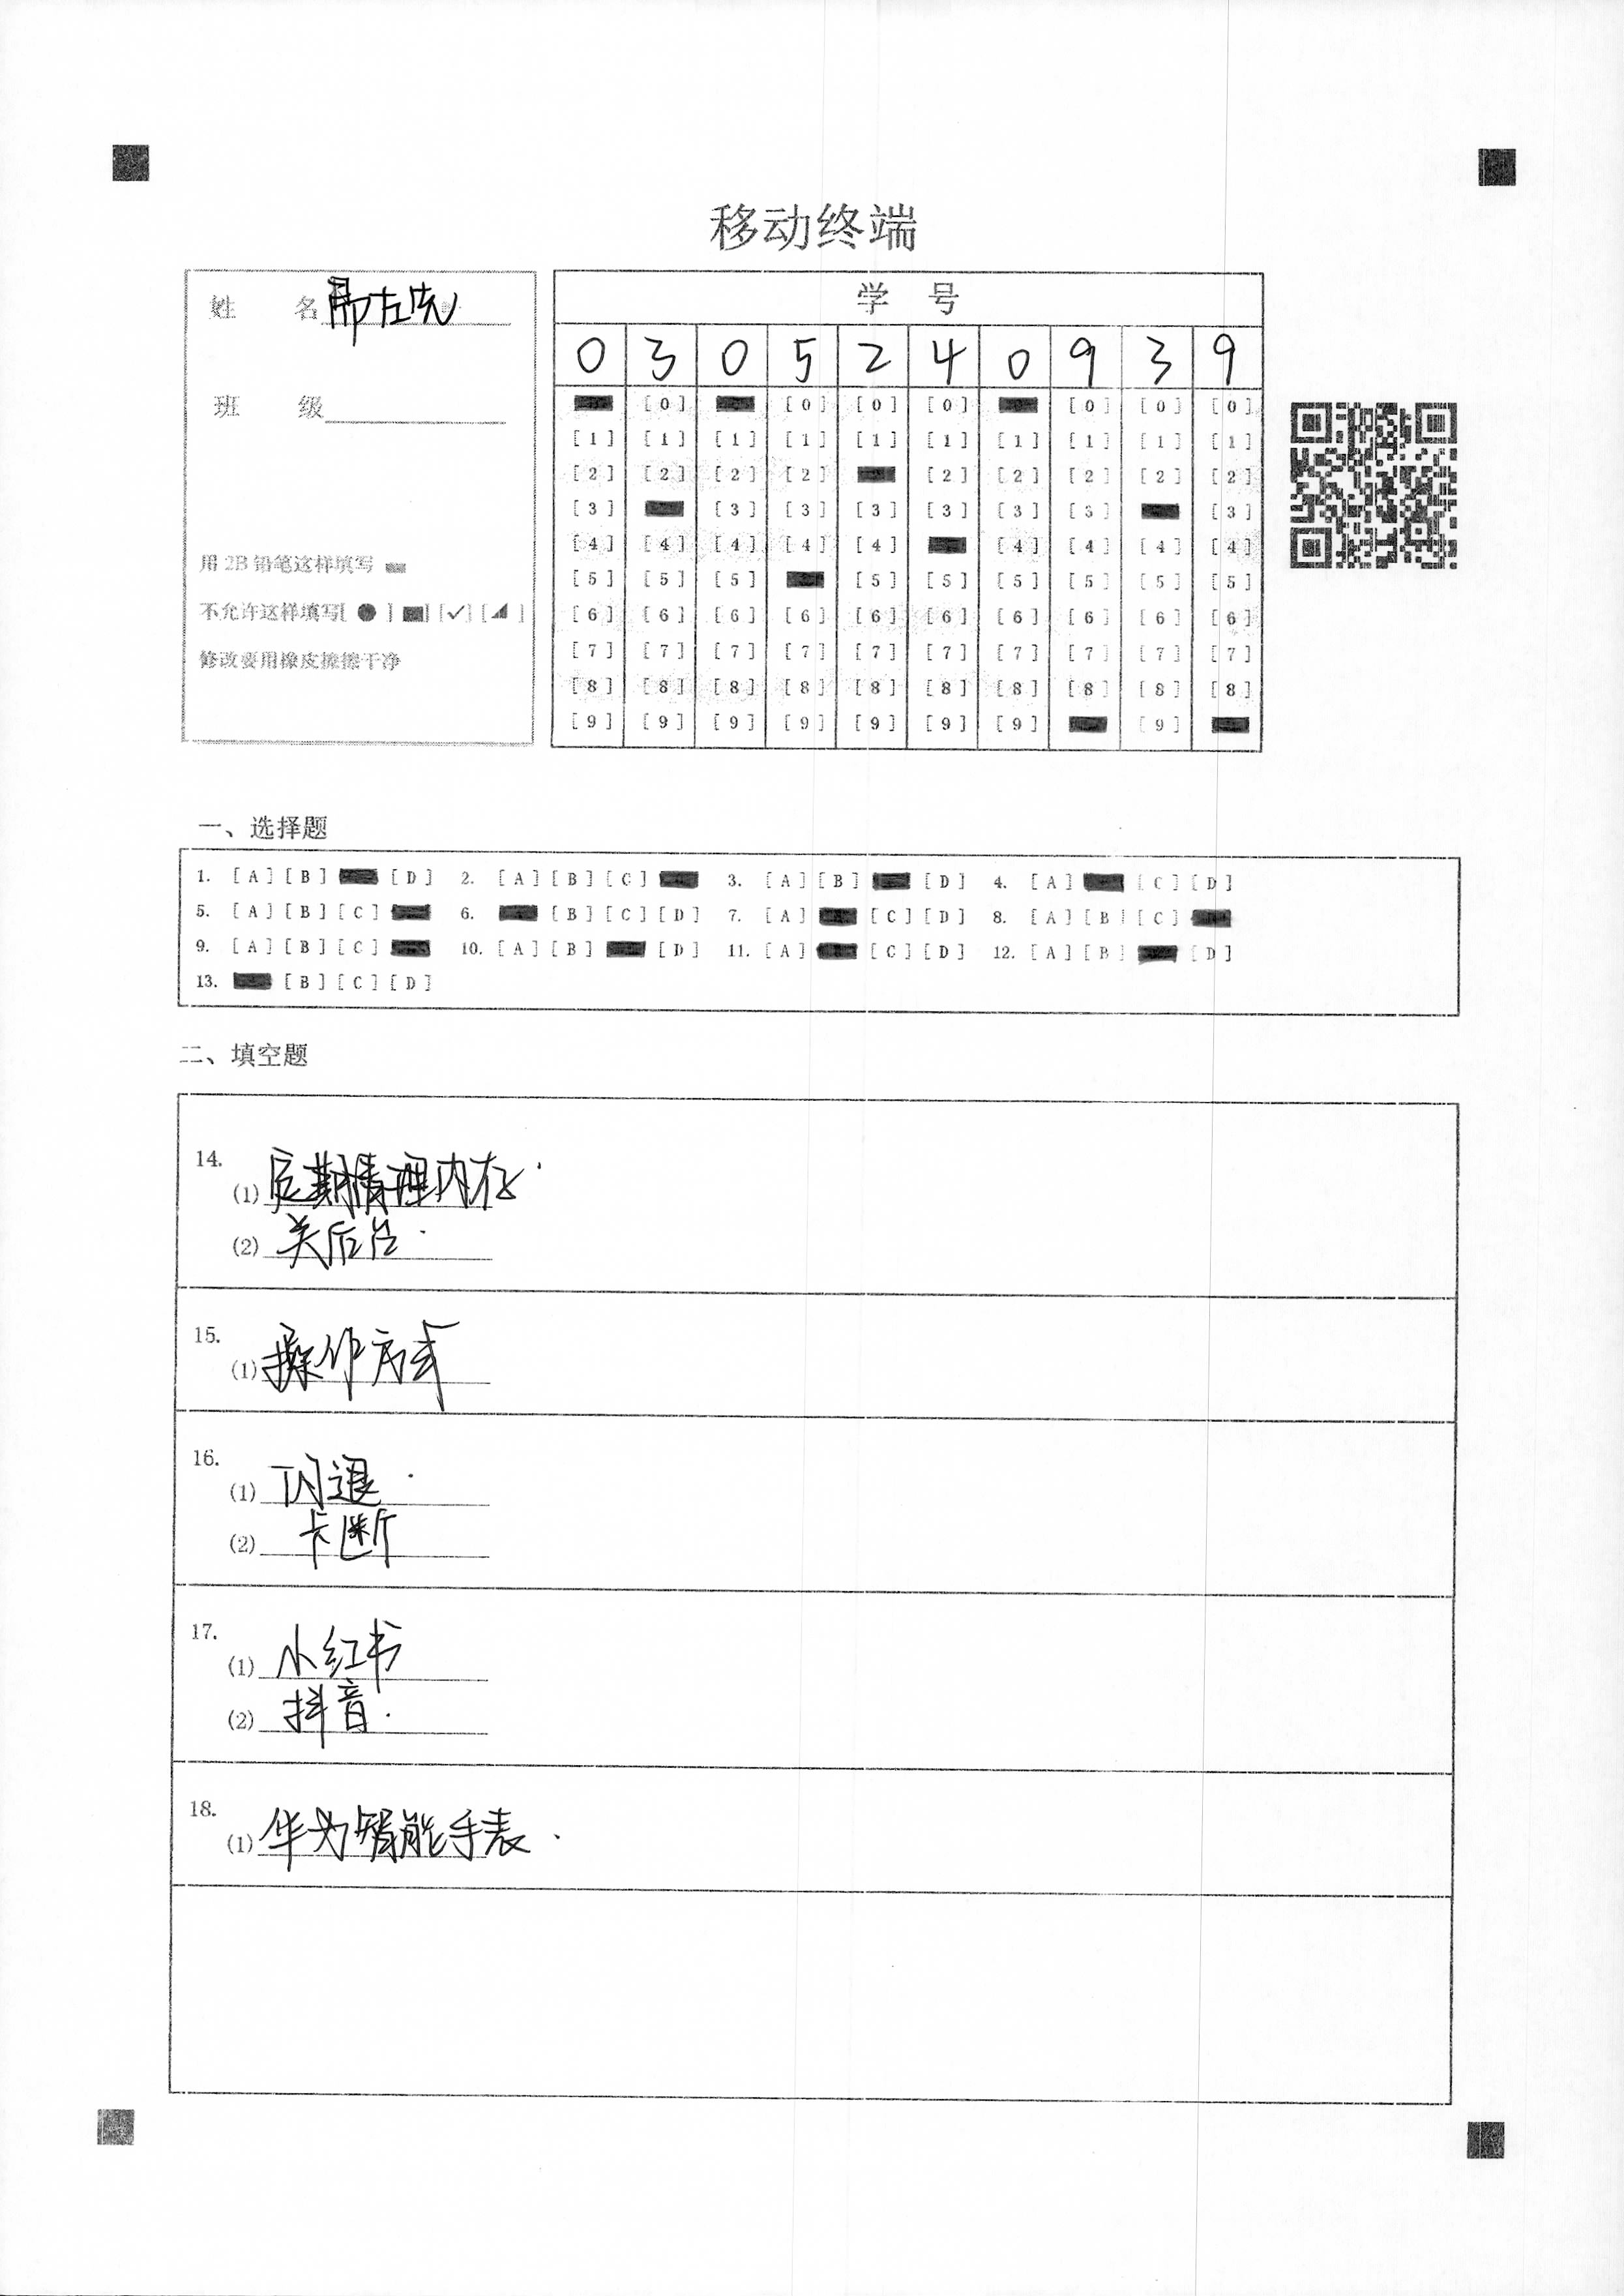 移动终端
姓 名
班 级
用2B铅笔这样填写
不允许这样填写[ ● ] ■] [✓] [◢ ]
修改要用橡皮擦擦干净
学 号
0 3 0 5 2 4 0 9 3 9
[0] [0] [0] [0] [0] [0] [0]
[1] [1] [1] [1] [1] [1] [1] [1] [1] [1]
[2] [2] [2] [2] [2] [2] [2] [2] [2]
[3] [3] [3] [3] [3] [3] [3] [3]
[4] [4] [4] [4] [4] [4] [4] [4] [4]
[5] [5] [5] [5] [5] [5] [5] [5] [5]
[6] [6] [6] [6] [6] [6] [6] [6] [6] [6]
[7] [7] [7] [7] [7] [7] [7] [7] [7] [7]
[8] [8] [8] [8] [8] [8] [8] [8] [8] [8]
[9] [9] [9] [9] [9] [9] [9] [9]
一、选择题
1. [A] [B] [D] 2. [A] [B] [C] 3. [A] [B] [D] 4. [A] [C] [D]
5. [A] [B] [C] 6. [B] [C] [D] 7. [A] [C] [D] 8. [A] [B] [C]
9. [A] [B] [C] 10. [A] [B] [D] 11. [A] [C] [D] 12. [A] [B] [D]
13. [B] [C] [D]
二、填空题
14.
(1) 定期清理内存.
(2) 关后台.
15.
(1) 操作方式
16.
(1) 闪退.
(2) 卡断
17.
(1) 小红书
(2) 抖音.
18.
(1) 华为智能手表.